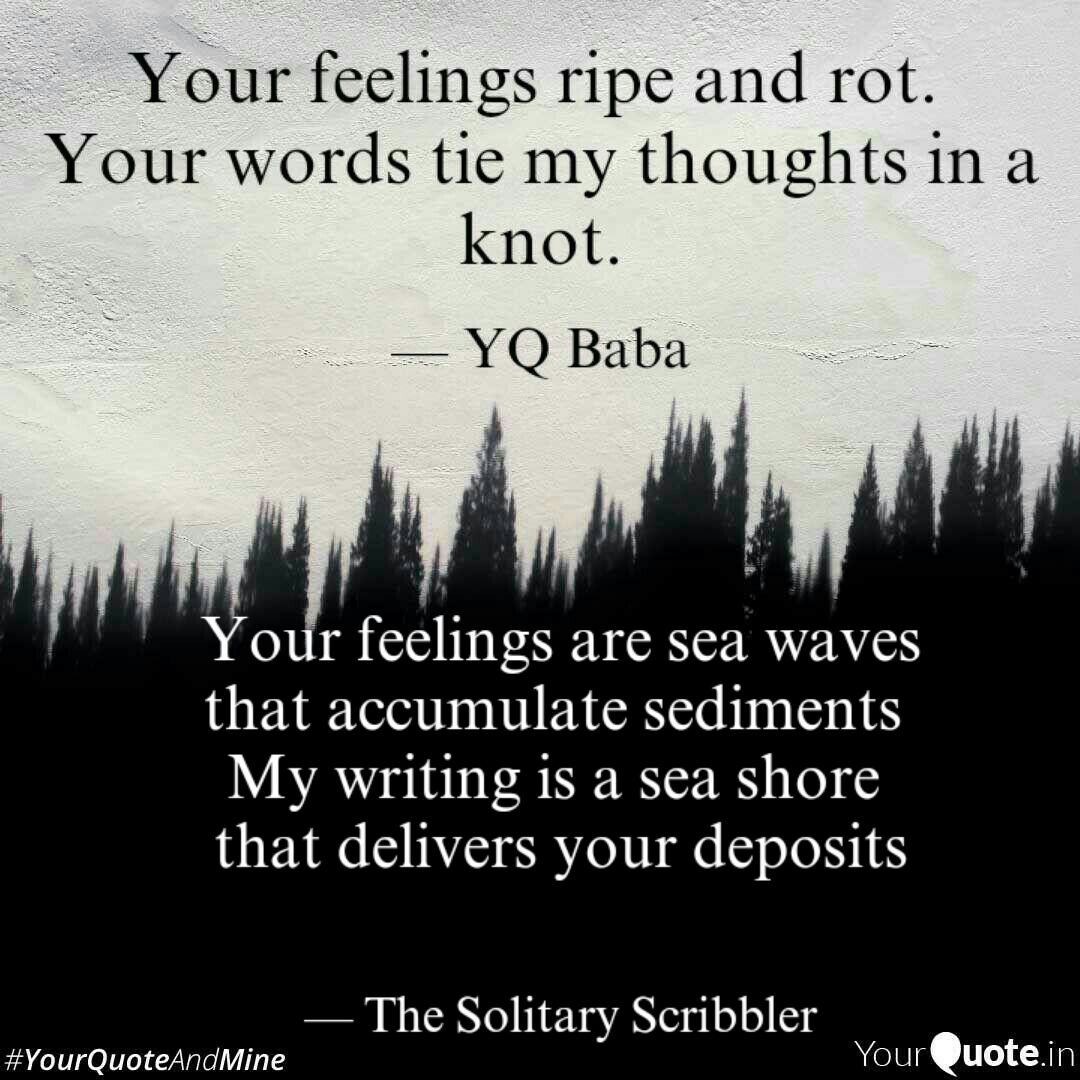 Your feelings ripe and rot.
Your words tie my thoughts in a
knot.
— YQ Baba
Your feelings are sea waves
that accumulate sediments
My writing is a sea shore
that delivers your deposits
— The Solitary Scribbler
#YourQuoteAndMine
YourQuote.in